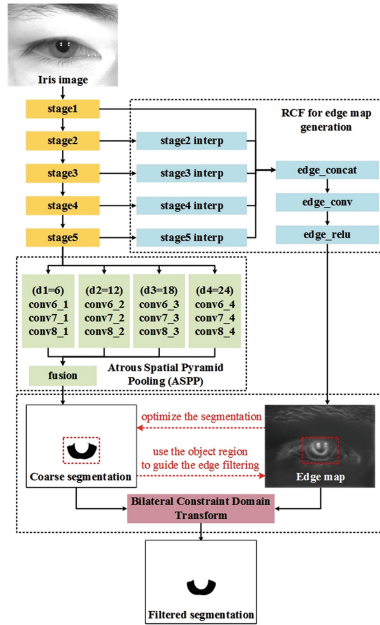 Iris image
stage1
RCF for edge map
generation
stage2
stage2 interp
stage3
stage3 interp
edge_concat
stage4
stage4 interp
edge_conv
stage5
stage5 interp
edge_relu
(d1=6)
conv6_1
conv7_1
conv8_1
(d2=12)
conv6_2
conv7_2
conv8_2
(d3=18)
conv6_3
conv7_3
conv8_3
(d4=24)
conv6_4
conv7_4
conv8_4
fusion
Atrous Spatial Pyramid
Pooling (ASPP)
optimize the segmentation
use the object region
to guide the edge filtering
Coarse segmentation
Edge map
Bilateral Constraint Domain
Transform
Filtered segmentation